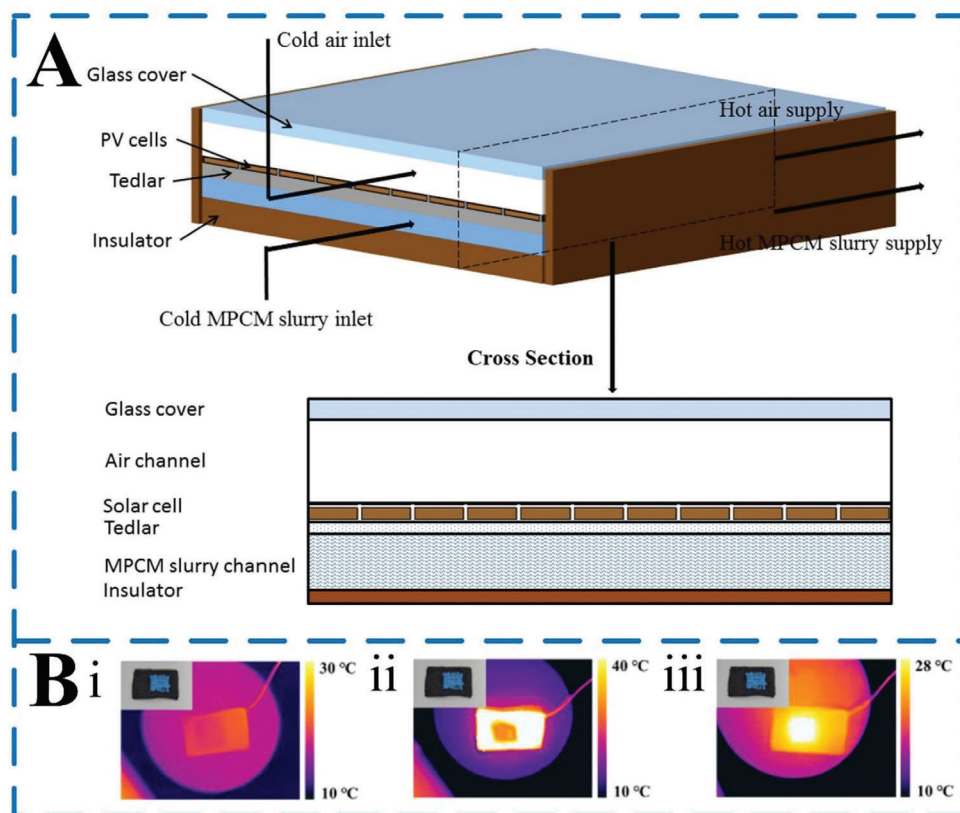 A
Cold air inlet
Glass cover
PV cells
Tedlar
Insulator
Cold MPCM slurry inlet
Hot air supply
Hot MPCM slurry supply
Cross Section
Glass cover
Air channel
Solar cell
Tedlar
MPCM slurry channel
Insulator
B
i
30 °C
10 °C
ii
40 °C
10 °C
iii
28 °C
10 °C